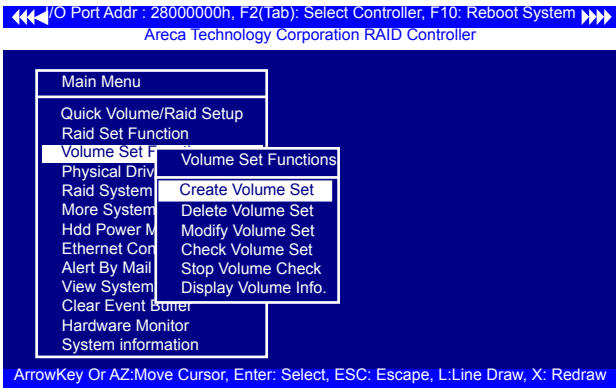 I/O Port Addr : 28000000h, F2(Tab): Select Controller, F10: Reboot System
Areca Technology Corporation RAID Controller
Main Menu
Quick Volume/Raid Setup
Raid Set Function
Volume Set F
Physical Driv
Raid System
More System
Hdd Power M
Ethernet Con
Alert By Mail
View System
Clear Event Buffer
Hardware Monitor
System information
Volume Set Functions
Create Volume Set
Delete Volume Set
Modify Volume Set
Check Volume Set
Stop Volume Check
Display Volume Info.
ArrowKey Or AZ:Move Cursor, Enter: Select, ESC: Escape, L:Line Draw, X: Redraw